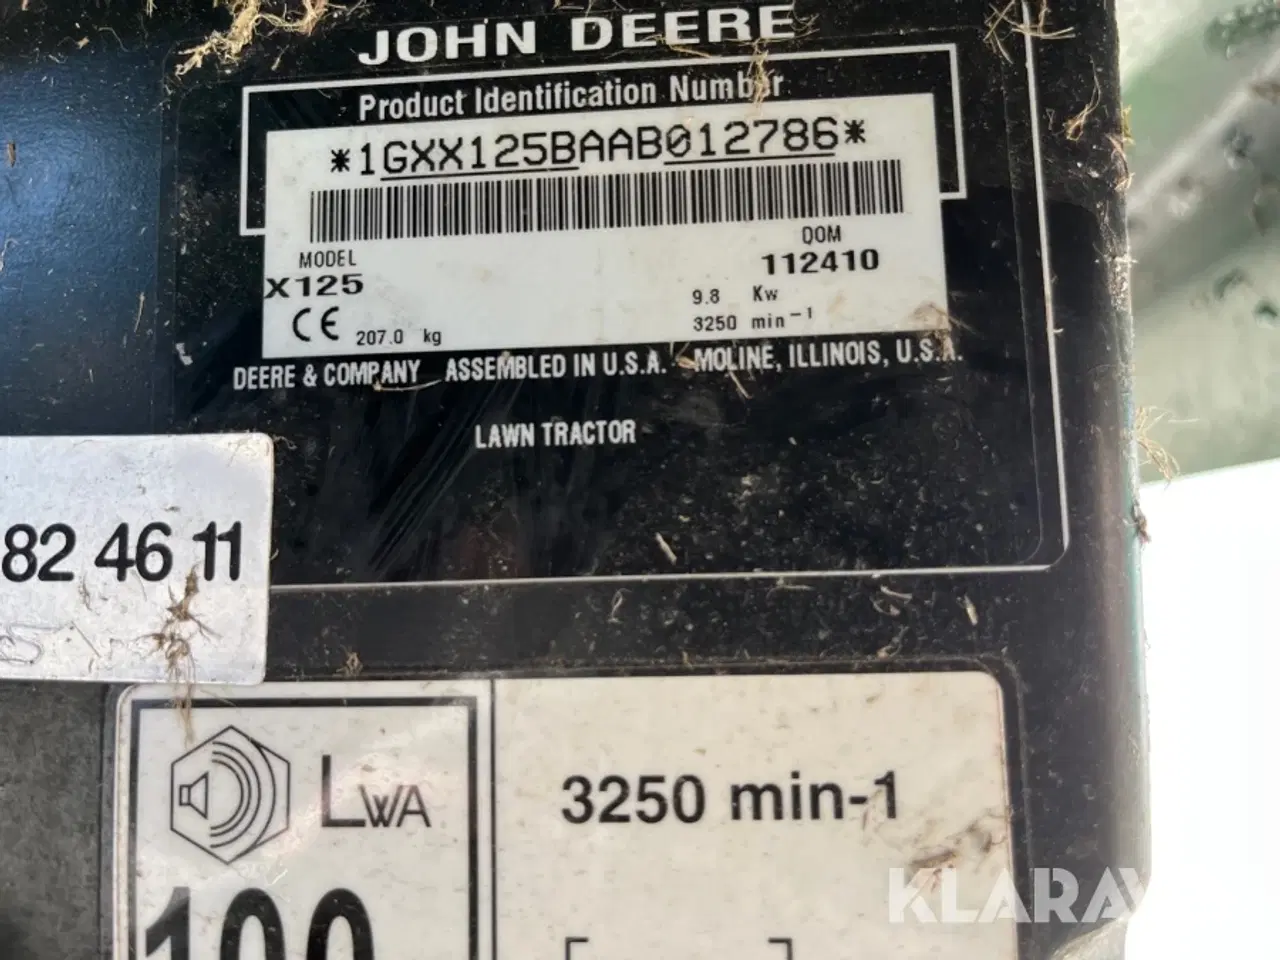 JOHN DEERE
Product Identification Number
*1GXX125BAAB012786*
MODEL
X125
DOM
112410
9.8 Kw
3250 min-1
CE 207.0 kg
DEERE & COMPANY ASSEMBLED IN U.S.A. MOLINE, ILLINOIS, U.S.A.
LAWN TRACTOR
82 46 11
LWA
3250 min-1
100